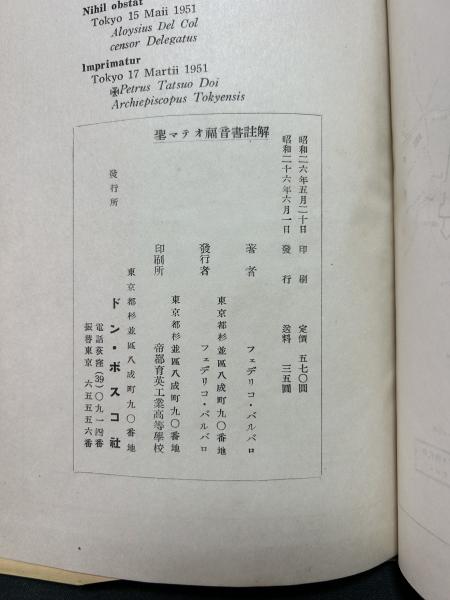 Nihil obstat
Tokyo 15 Maii 1951
Aloysius Del Col
censor Delegatus
Imprimatur
Tokyo 17 Martii 1951
✠Petrus Tatsuo Doi
Archiepiscopus Tokyensis
聖マテオ福音書註解
昭和二六年五月二十日 印刷 定價 五七〇圓
昭和二十六年六月一日 發行 送料 三五圓
著者 フェデリコ・バルバロ
東京都杉並區八成町九〇番地
發行者 フェデリコ・バルバロ
東京都杉並區八成町九〇番地
印刷所 帝都育英工業高等學校
東京都杉並區八成町九〇番地
發行所 ドン・ボスコ社
電話荻窪(39)〇九一四番
振替東京 六五五五六番